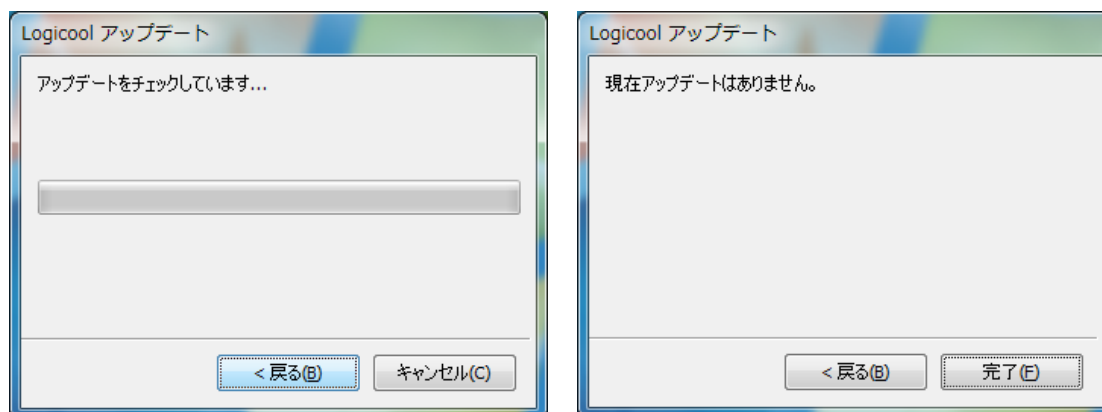 Logicool アップデート
アップデートをチェックしています...
< 戻る(B)
キャンセル(C)
Logicool アップデート
現在アップデートはありません。
< 戻る(B)
完了(F)